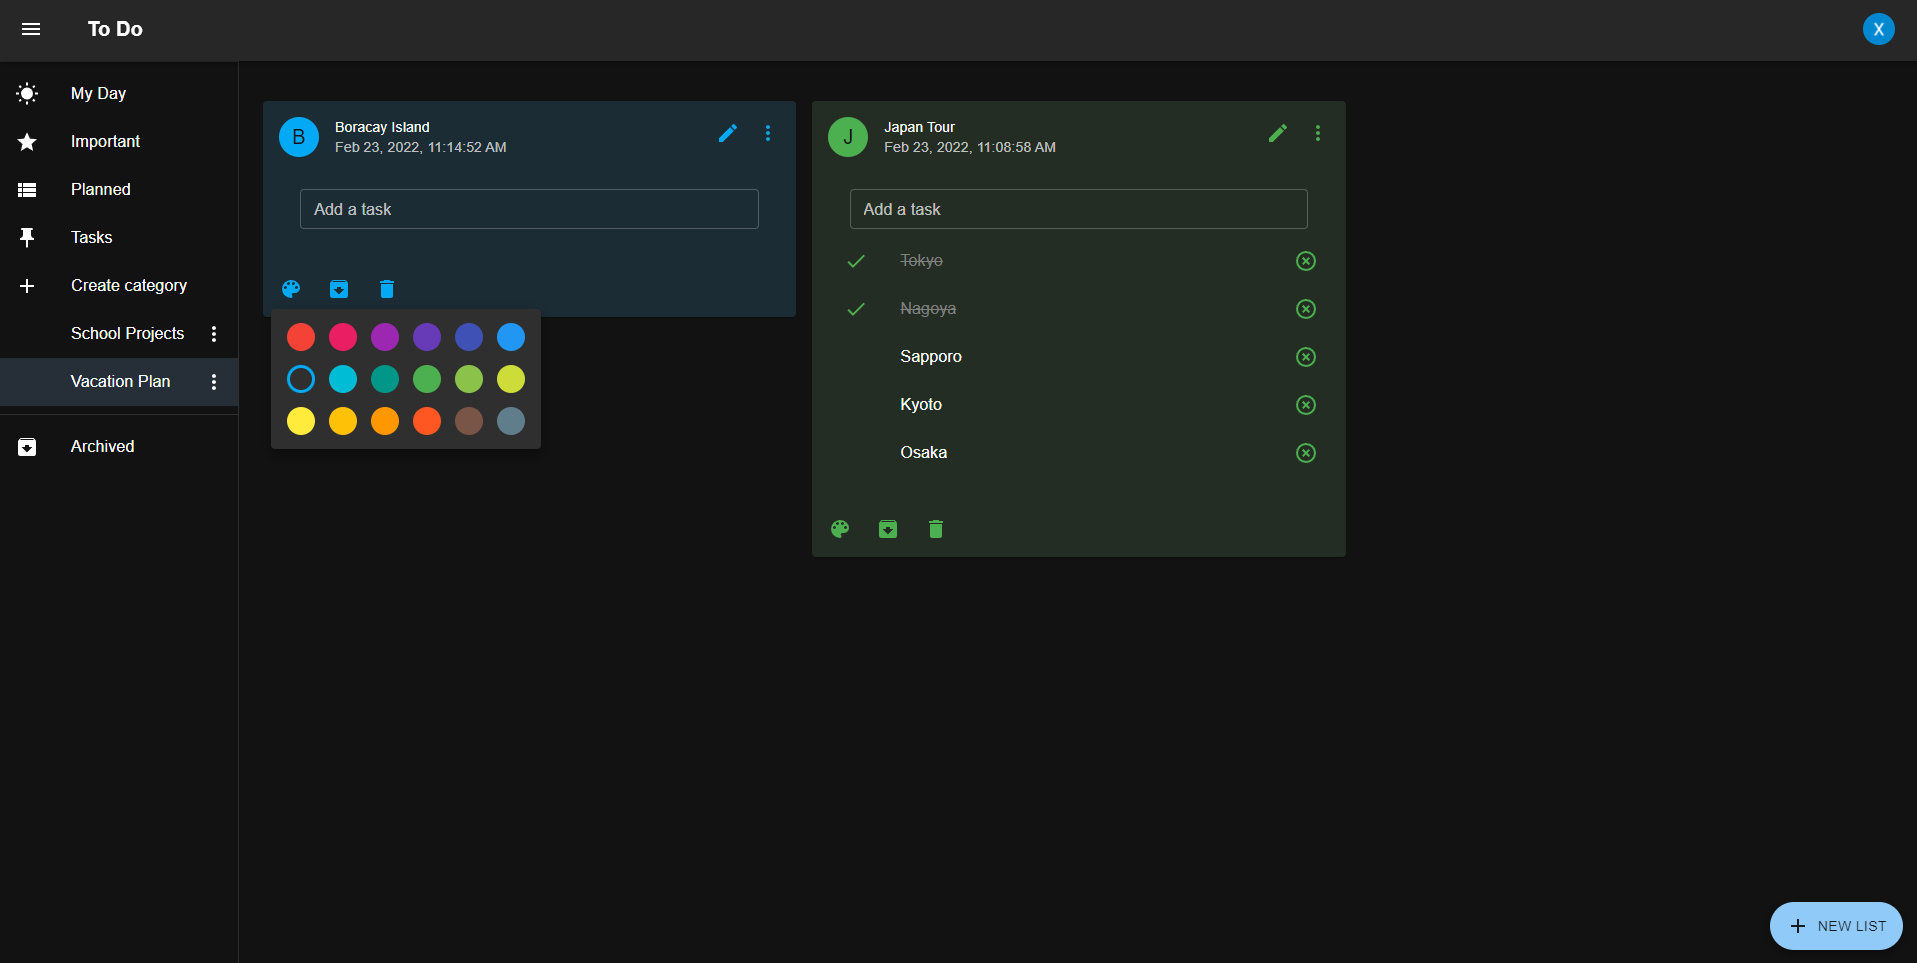 To Do
X
My Day
Important
Planned
Tasks
Create category
School Projects
Vacation Plan
Archived
B
Boracay Island
Feb 23, 2022, 11:14:52 AM
Add a task
J
Japan Tour
Feb 23, 2022, 11:08:58 AM
Add a task
Tokyo
Nagoya
Sapporo
Kyoto
Osaka
NEW LIST